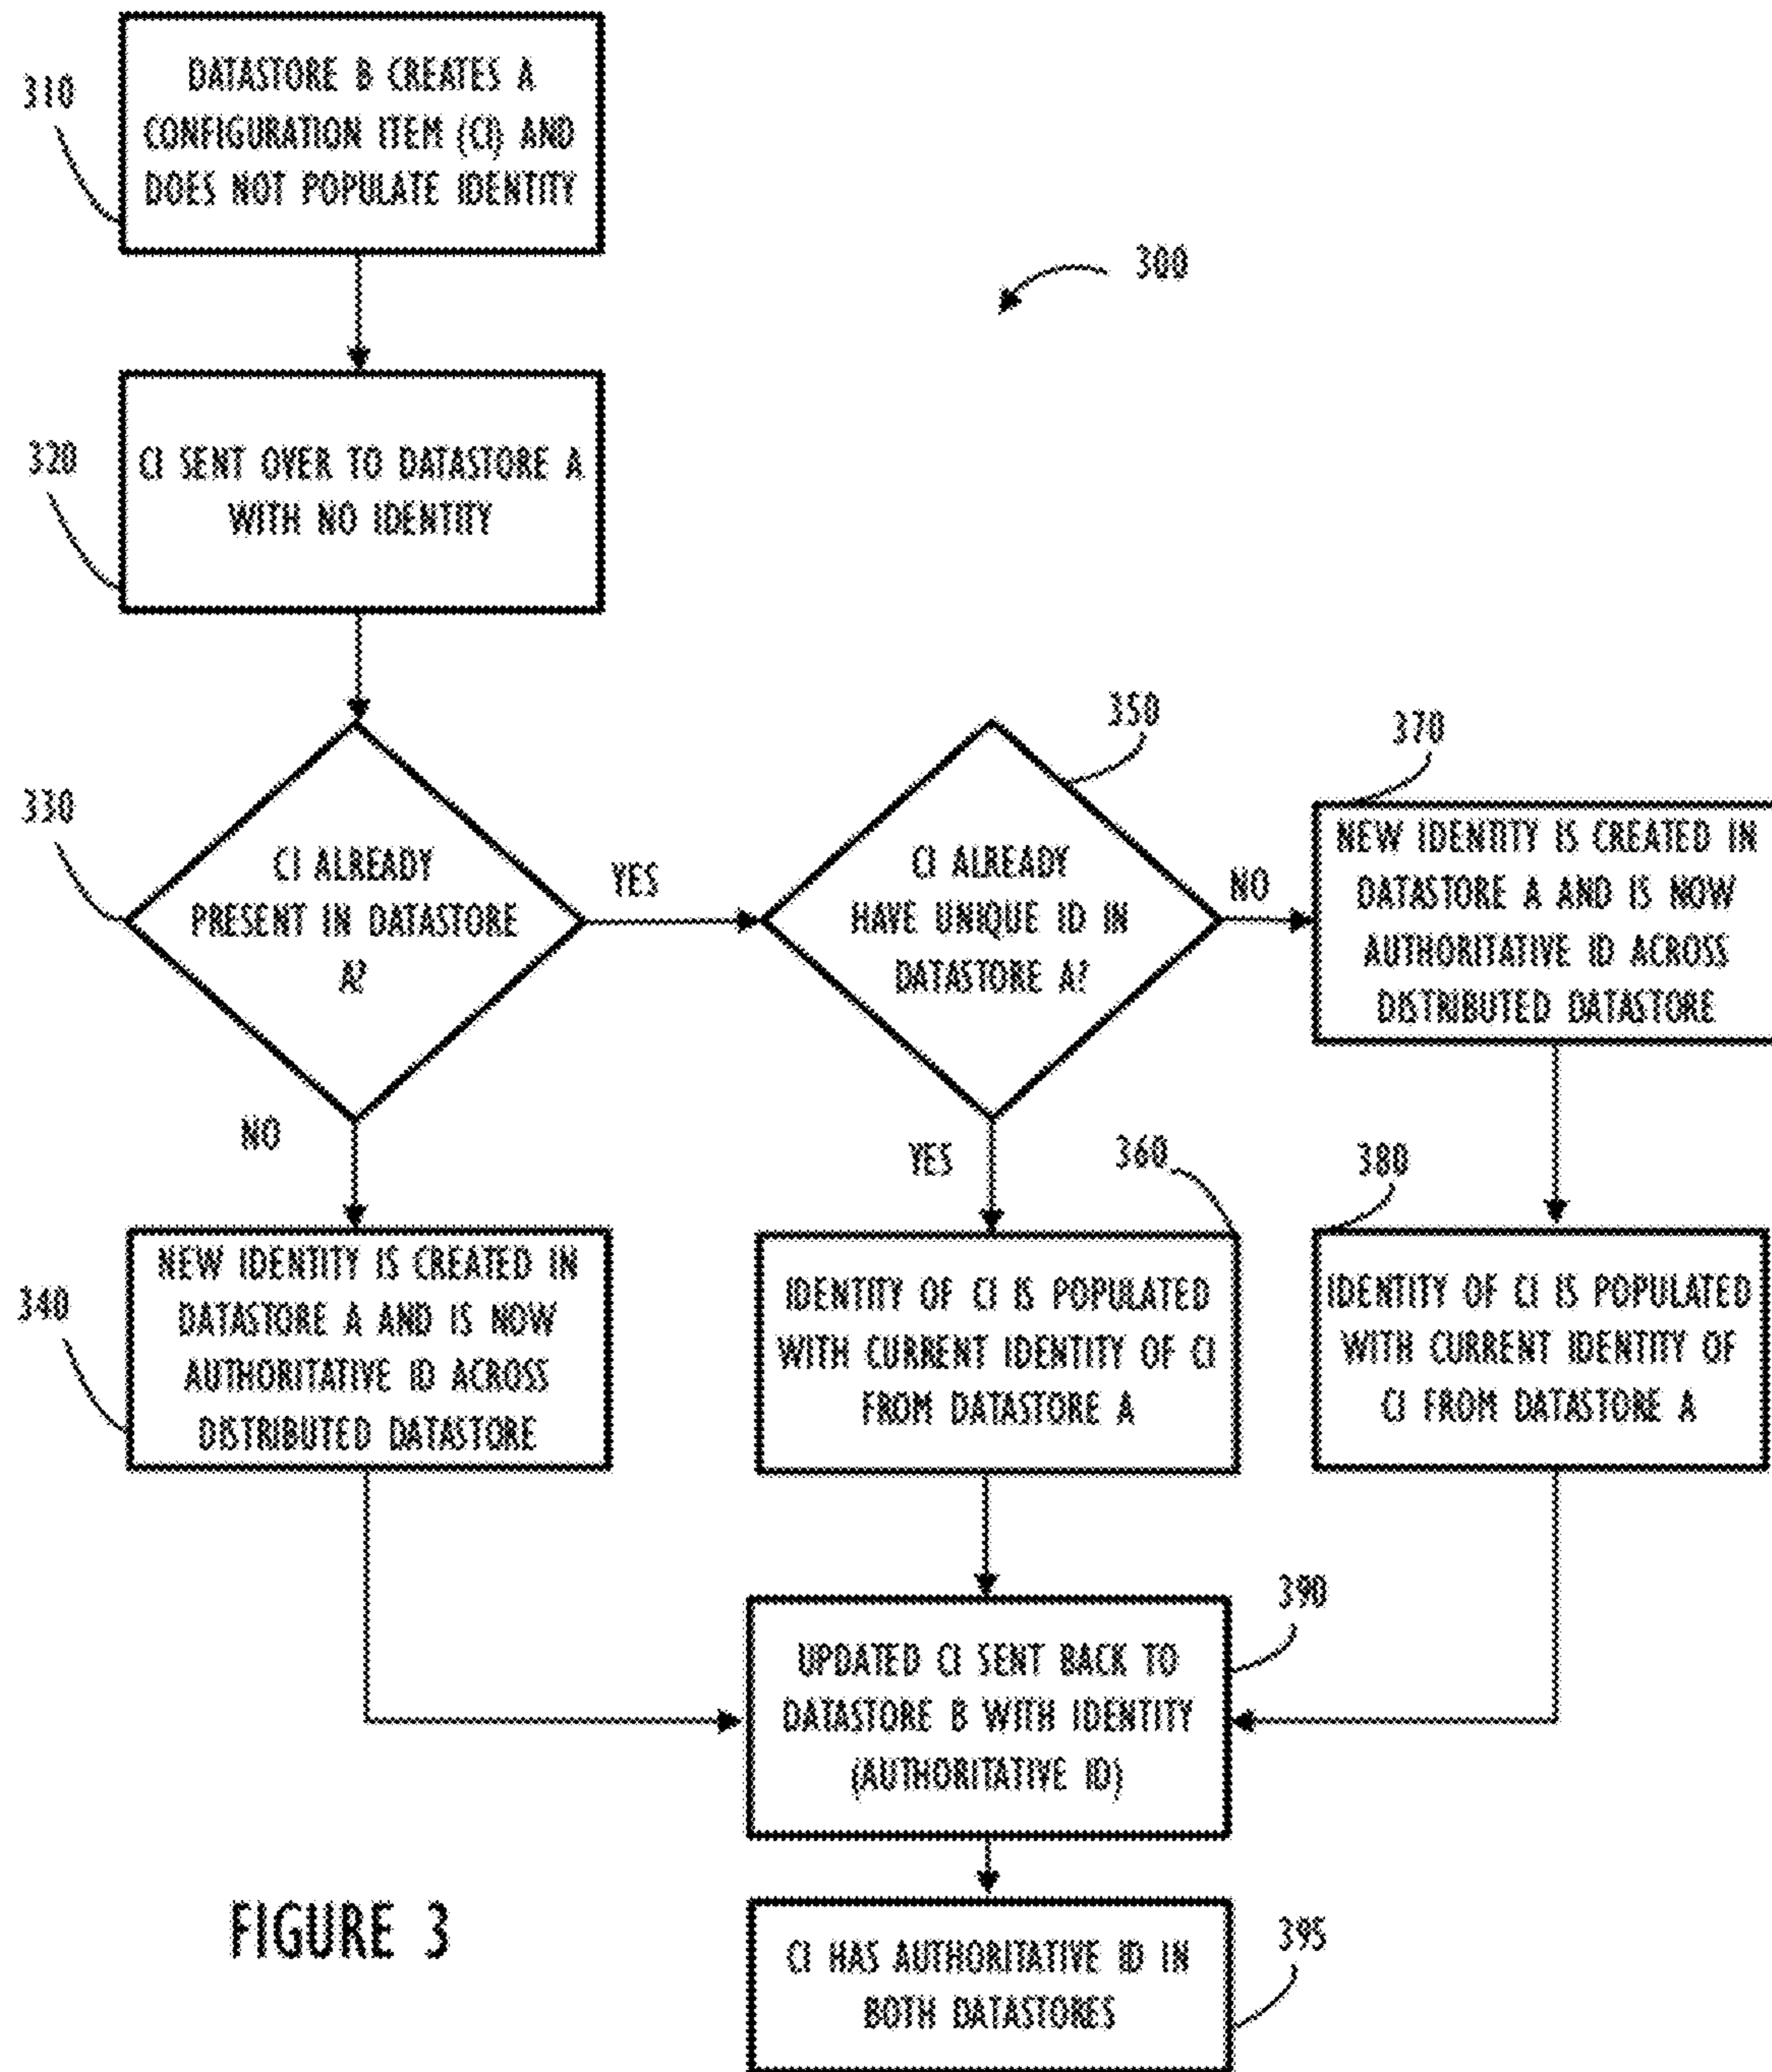 310
DATASTORE B CREATES A
CONFIGURATION ITEM (CI) AND
DOES NOT POPULATE IDENTITY
300
320
CI SENT OVER TO DATASTORE A
WITH NO IDENTITY
330
CI ALREADY
PRESENT IN DATASTORE
A?
YES
NO
350
CI ALREADY
HAVE UNIQUE ID IN
DATASTORE A?
NO
YES
370
NEW IDENTITY IS CREATED IN
DATASTORE A AND IS NOW
AUTHORITATIVE ID ACROSS
DISTRIBUTED DATASTORE
340
NEW IDENTITY IS CREATED IN
DATASTORE A AND IS NOW
AUTHORITATIVE ID ACROSS
DISTRIBUTED DATASTORE
360
IDENTITY OF CI IS POPULATED
WITH CURRENT IDENTITY OF CI
FROM DATASTORE A
380
IDENTITY OF CI IS POPULATED
WITH CURRENT IDENTITY OF
CI FROM DATASTORE A
390
UPDATED CI SENT BACK TO
DATASTORE B WITH IDENTITY
(AUTHORITATIVE ID)
395
CI HAS AUTHORITATIVE ID IN
BOTH DATASTORES
FIGURE 3